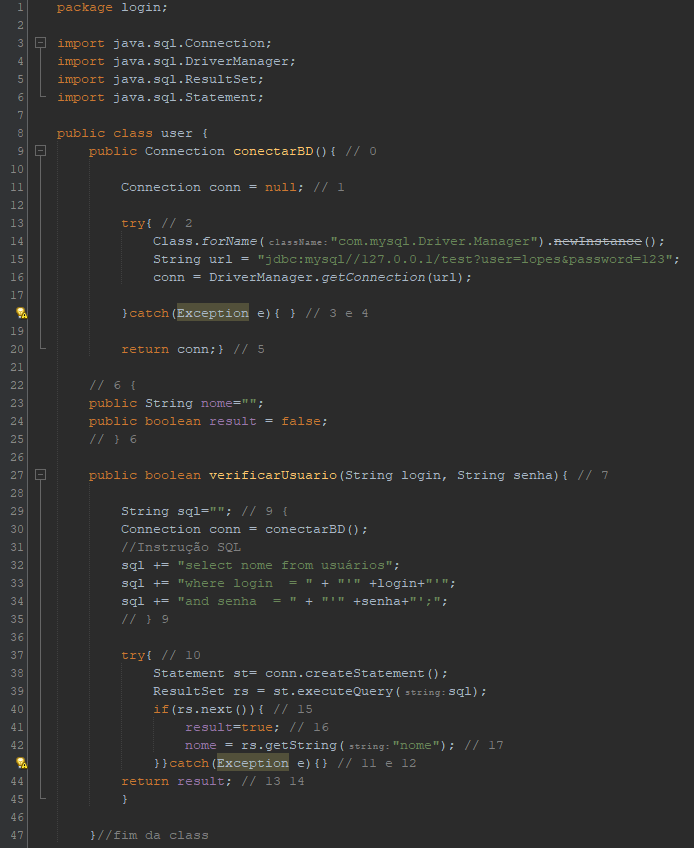 1 package login;
2
3 import java.sql.Connection;
4 import java.sql.DriverManager;
5 import java.sql.ResultSet;
6 import java.sql.Statement;
7
8 public class user {
9 public Connection conectarBD(){ // 0
10
11 Connection conn = null; // 1
12
13 try{ // 2
14 Class.forName( className: "com.mysql.Driver.Manager").newInstance();
15 String url = "jdbc:mysql//127.0.0.1/test?user=lopes&password=123";
16 conn = DriverManager.getConnection(url);
17
}catch(Exception e){ } // 3 e 4
19
20 return conn;} // 5
21
22 // 6 {
23 public String nome="";
24 public boolean result = false;
25 // } 6
26
27 public boolean verificarUsuario(String login, String senha){ // 7
28
29 String sql=""; // 9 {
30 Connection conn = conectarBD();
31 //Instrução SQL
32 sql += "select nome from usuários";
33 sql += "where login  = " + "'" +login+"'";
34 sql += "and senha  = " + "'" +senha+"';";
35 // } 9
36
37 try{ // 10
38 Statement st= conn.createStatement();
39 ResultSet rs = st.executeQuery( string: sql);
40 if(rs.next()){ // 15
41 result=true; // 16
42 nome = rs.getString( string: "nome"); // 17
}}catch(Exception e){} // 11 e 12
44 return result; // 13 14
45 }
46
47 }//fim da class